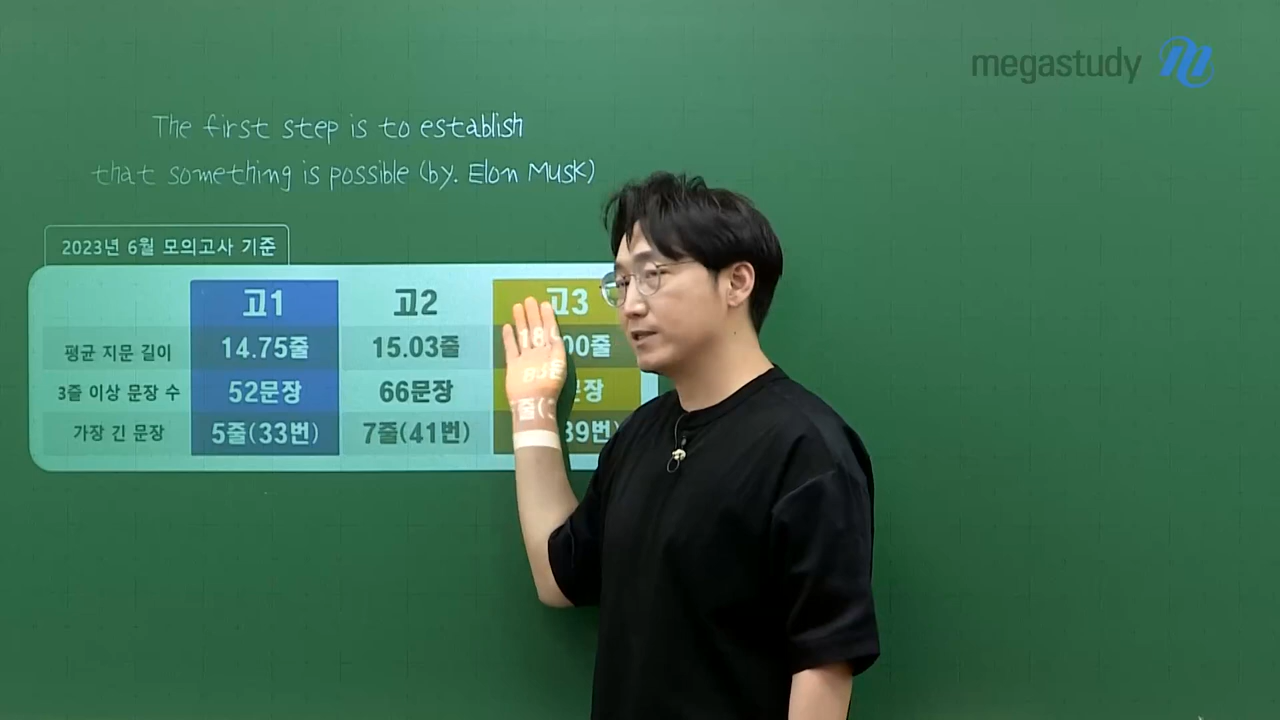 megastudy
The first step is to establish
that something is possible (by. Elon Musk)
2023년 6월 모의고사 기준
고1 고2 고3
평균 지문 길이 14.75줄 15.03줄
3줄 이상 문장 수 52문장 66문장
가장 긴 문장 5줄(33번) 7줄(41번)